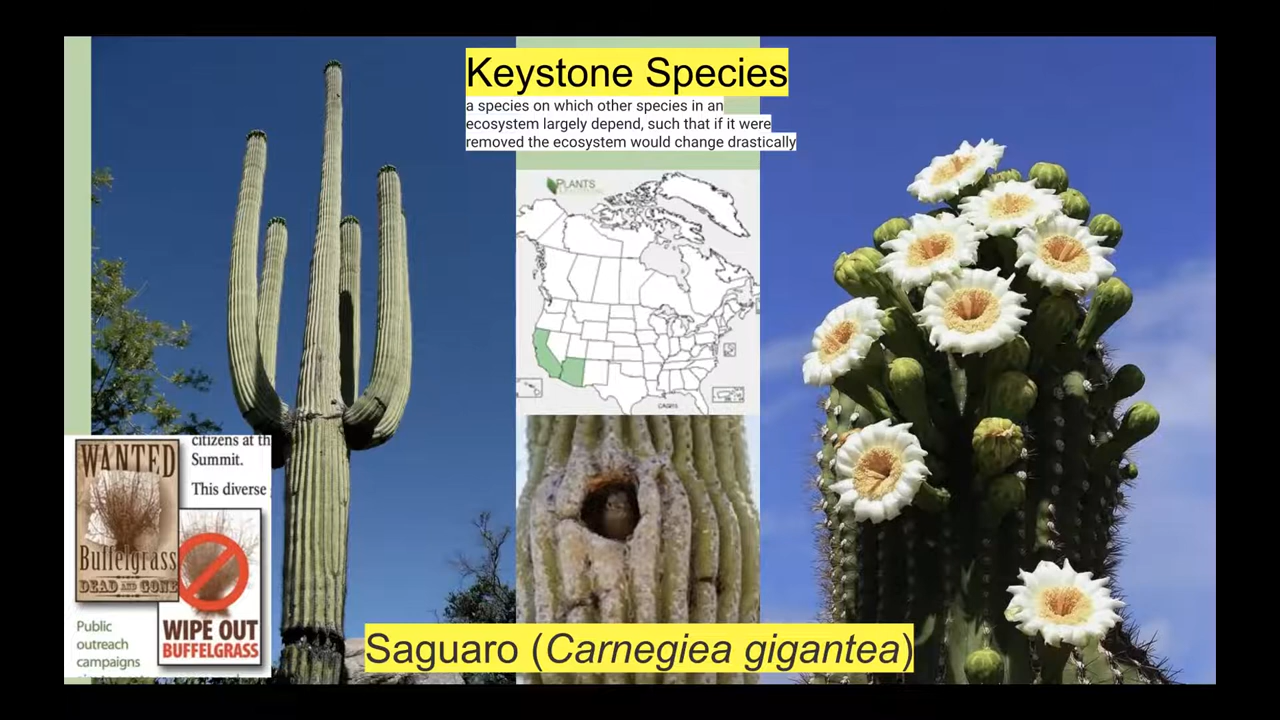 Keystone Species
a species on which other species in an
ecosystem largely depend, such that if it were
removed the ecosystem would change drastically
PLANTS
citizens at th
Summit.
This diverse
WANTED
Buffelgrass
DEAD AND GONE
WIPE OUT
BUFFELGRASS
Public
outreach
campaigns
Saguaro (Carnegiea gigantea)